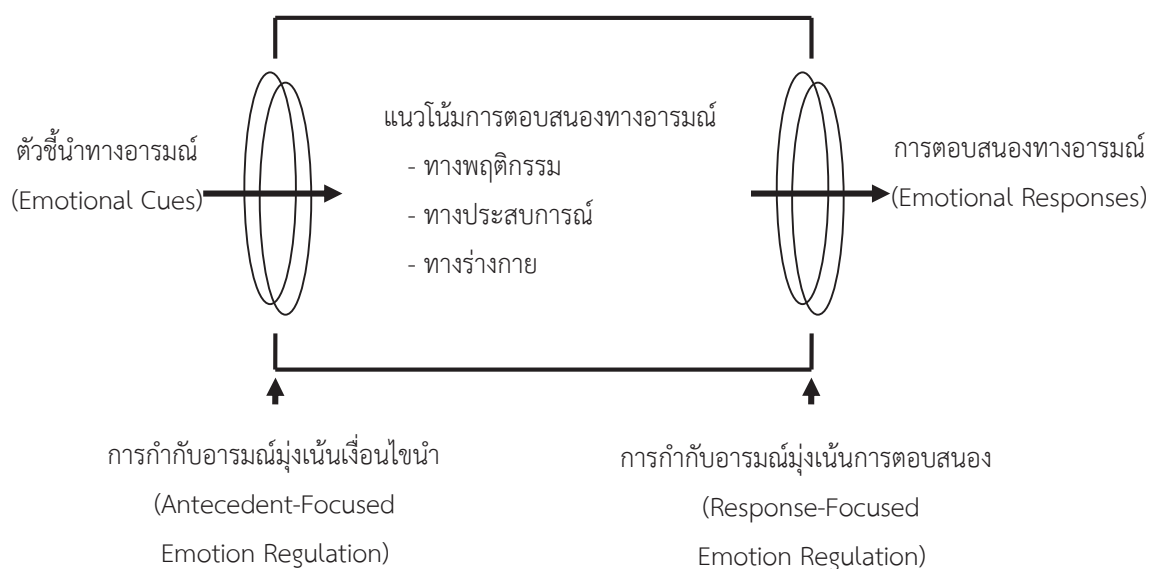 ตัวชี้นำทางอารมณ์
(Emotional Cues)
แนวโน้มการตอบสนองทางอารมณ์
- ทางพฤติกรรม
- ทางประสบการณ์
- ทางร่างกาย
การตอบสนองทางอารมณ์
(Emotional Responses)
การกำกับอารมณ์มุ่งเน้นเงื่อนไขนำ
(Antecedent-Focused
Emotion Regulation)
การกำกับอารมณ์มุ่งเน้นการตอบสนอง
(Response-Focused
Emotion Regulation)